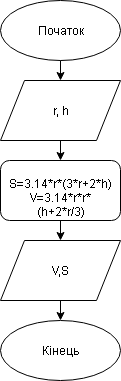 Початок
r, h
S=3.14*r*(3*r+2*h)
V=3.14*r*r*
(h+2*r/3)
V,S
Кінець